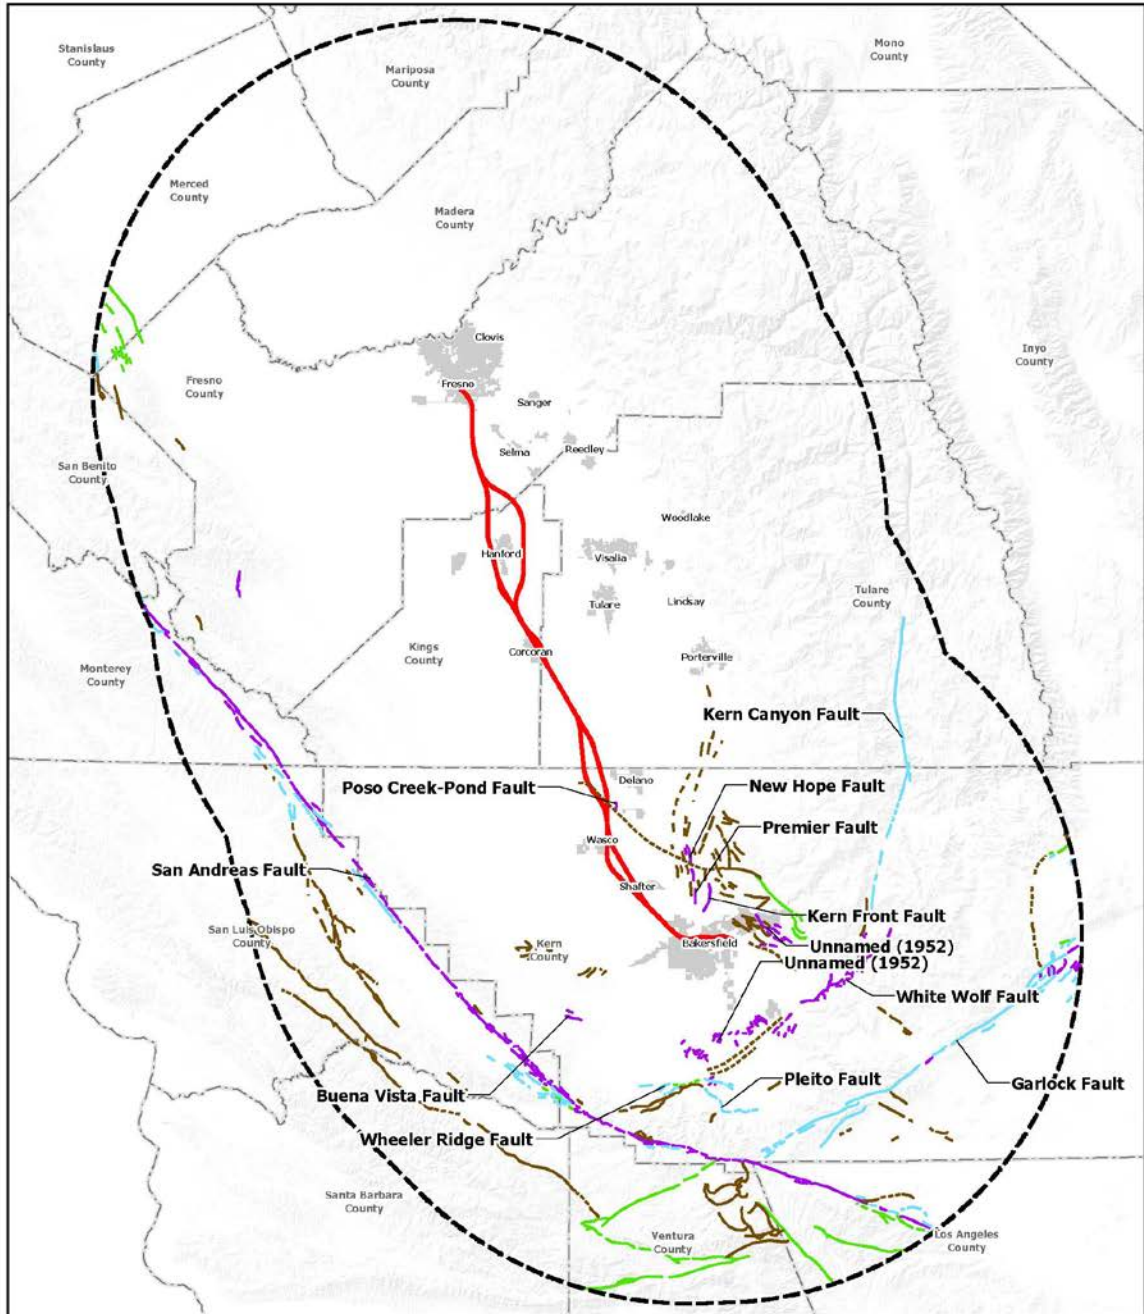 Stanislaus
County
Mono
County
Mariposa
County
Merced
County
Madera
County
Clovis
Inyo
County
Fresno
County
Fresno
Sanger
Selma
Reedley
San Benito
County
Woodlake
Hanford
Visalia
Tulare
County
Tulare
Lindsay
Kings
County
Corcoran
Porterville
Monterey
County
Kern Canyon Fault
Delano
Poso Creek-Pond Fault
New Hope Fault
Premier Fault
Wasco
San Andreas Fault
Shafter
Kern Front Fault
San Luis Obispo
County
Kern
County
Bakersfield
Unnamed (1952)
Unnamed (1952)
White Wolf Fault
Pleito Fault
Garlock Fault
Buena Vista Fault
Wheeler Ridge Fault
Santa Barbara
County
Ventura
County
Los Angeles
County